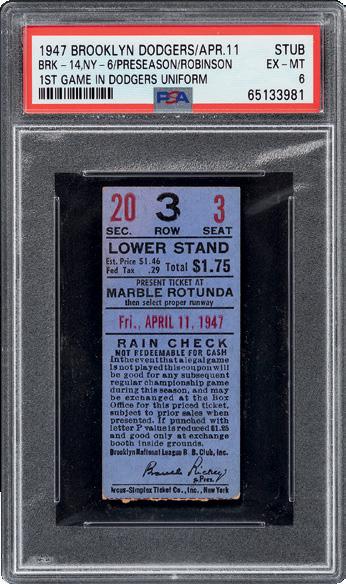 1947 BROOKLYN DODGERS/APR.11 STUB
BRK-14,NY-6/PRESEASON/ROBINSON EX-MT
1ST GAME IN DODGERS UNIFORM 6
PSA 65133981
20 3 3
SEC. ROW SEAT
LOWER STAND
Est. Price $1.46
Fed Tax .29 Total $1.75
PRESENT TICKET AT
MARBLE ROTUNDA
then select proper runway
Fri., APRIL 11, 1947
RAIN CHECK
NOT REDEEMABLE FOR CASH
In the event that a legal game
is not played this coupon will
be good for any subsequent
regular championship game
during this season, and may
be exchanged at the Box
Office for this priced ticket,
subject to prior sales when
presented. If punched with
letter P value is reduced $1.25
and good only at exchange
booth inside grounds.
Brooklyn National League B. B. Club, Inc.
Branch Rickey
Pres.
Arcus-Simplex Ticket Co., Inc., New York